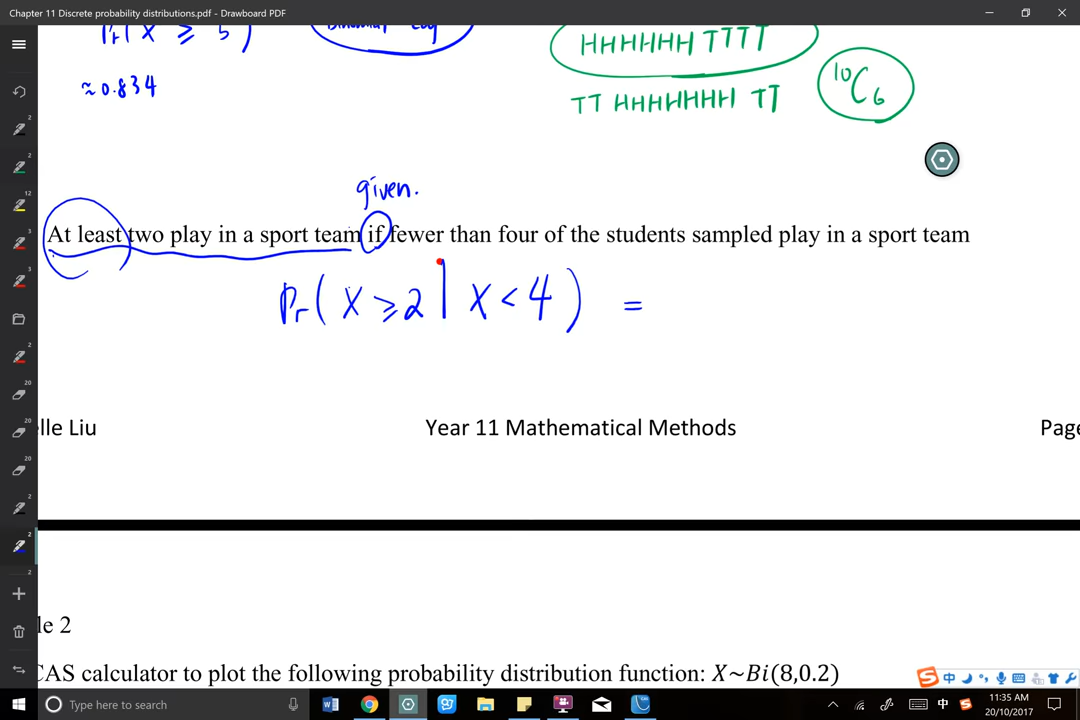 Chapter 11 Discrete probability distributions.pdf - Drawboard PDF
Pr( X ≥ 5 )
≈0.834
HHHHHH TTTT
TT HHHHHHH TT
¹⁰C₆
given.
At least two play in a sport team if fewer than four of the students sampled play in a sport team
Pr( X ≥ 2 | X < 4 ) =
lle Liu
Year 11 Mathematical Methods
Page
le 2
CAS calculator to plot the following probability distribution function: X~Bi(8,0.2)
Type here to search
11:35 AM
20/10/2017
中
中